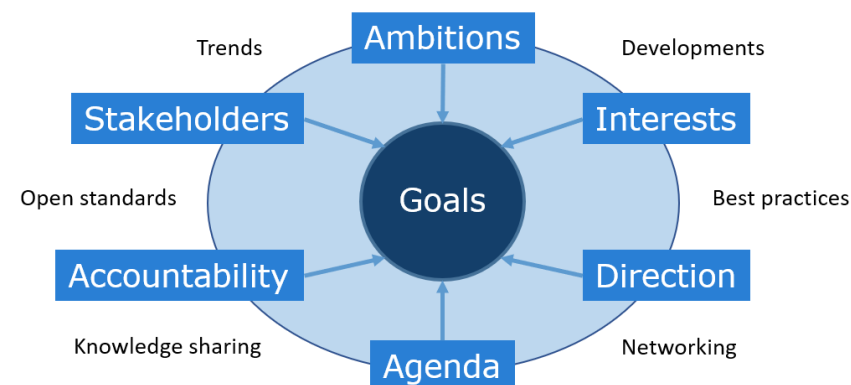 Ambitions
Trends
Developments
Stakeholders
Interests
Open standards
Goals
Best practices
Accountability
Direction
Knowledge sharing
Networking
Agenda